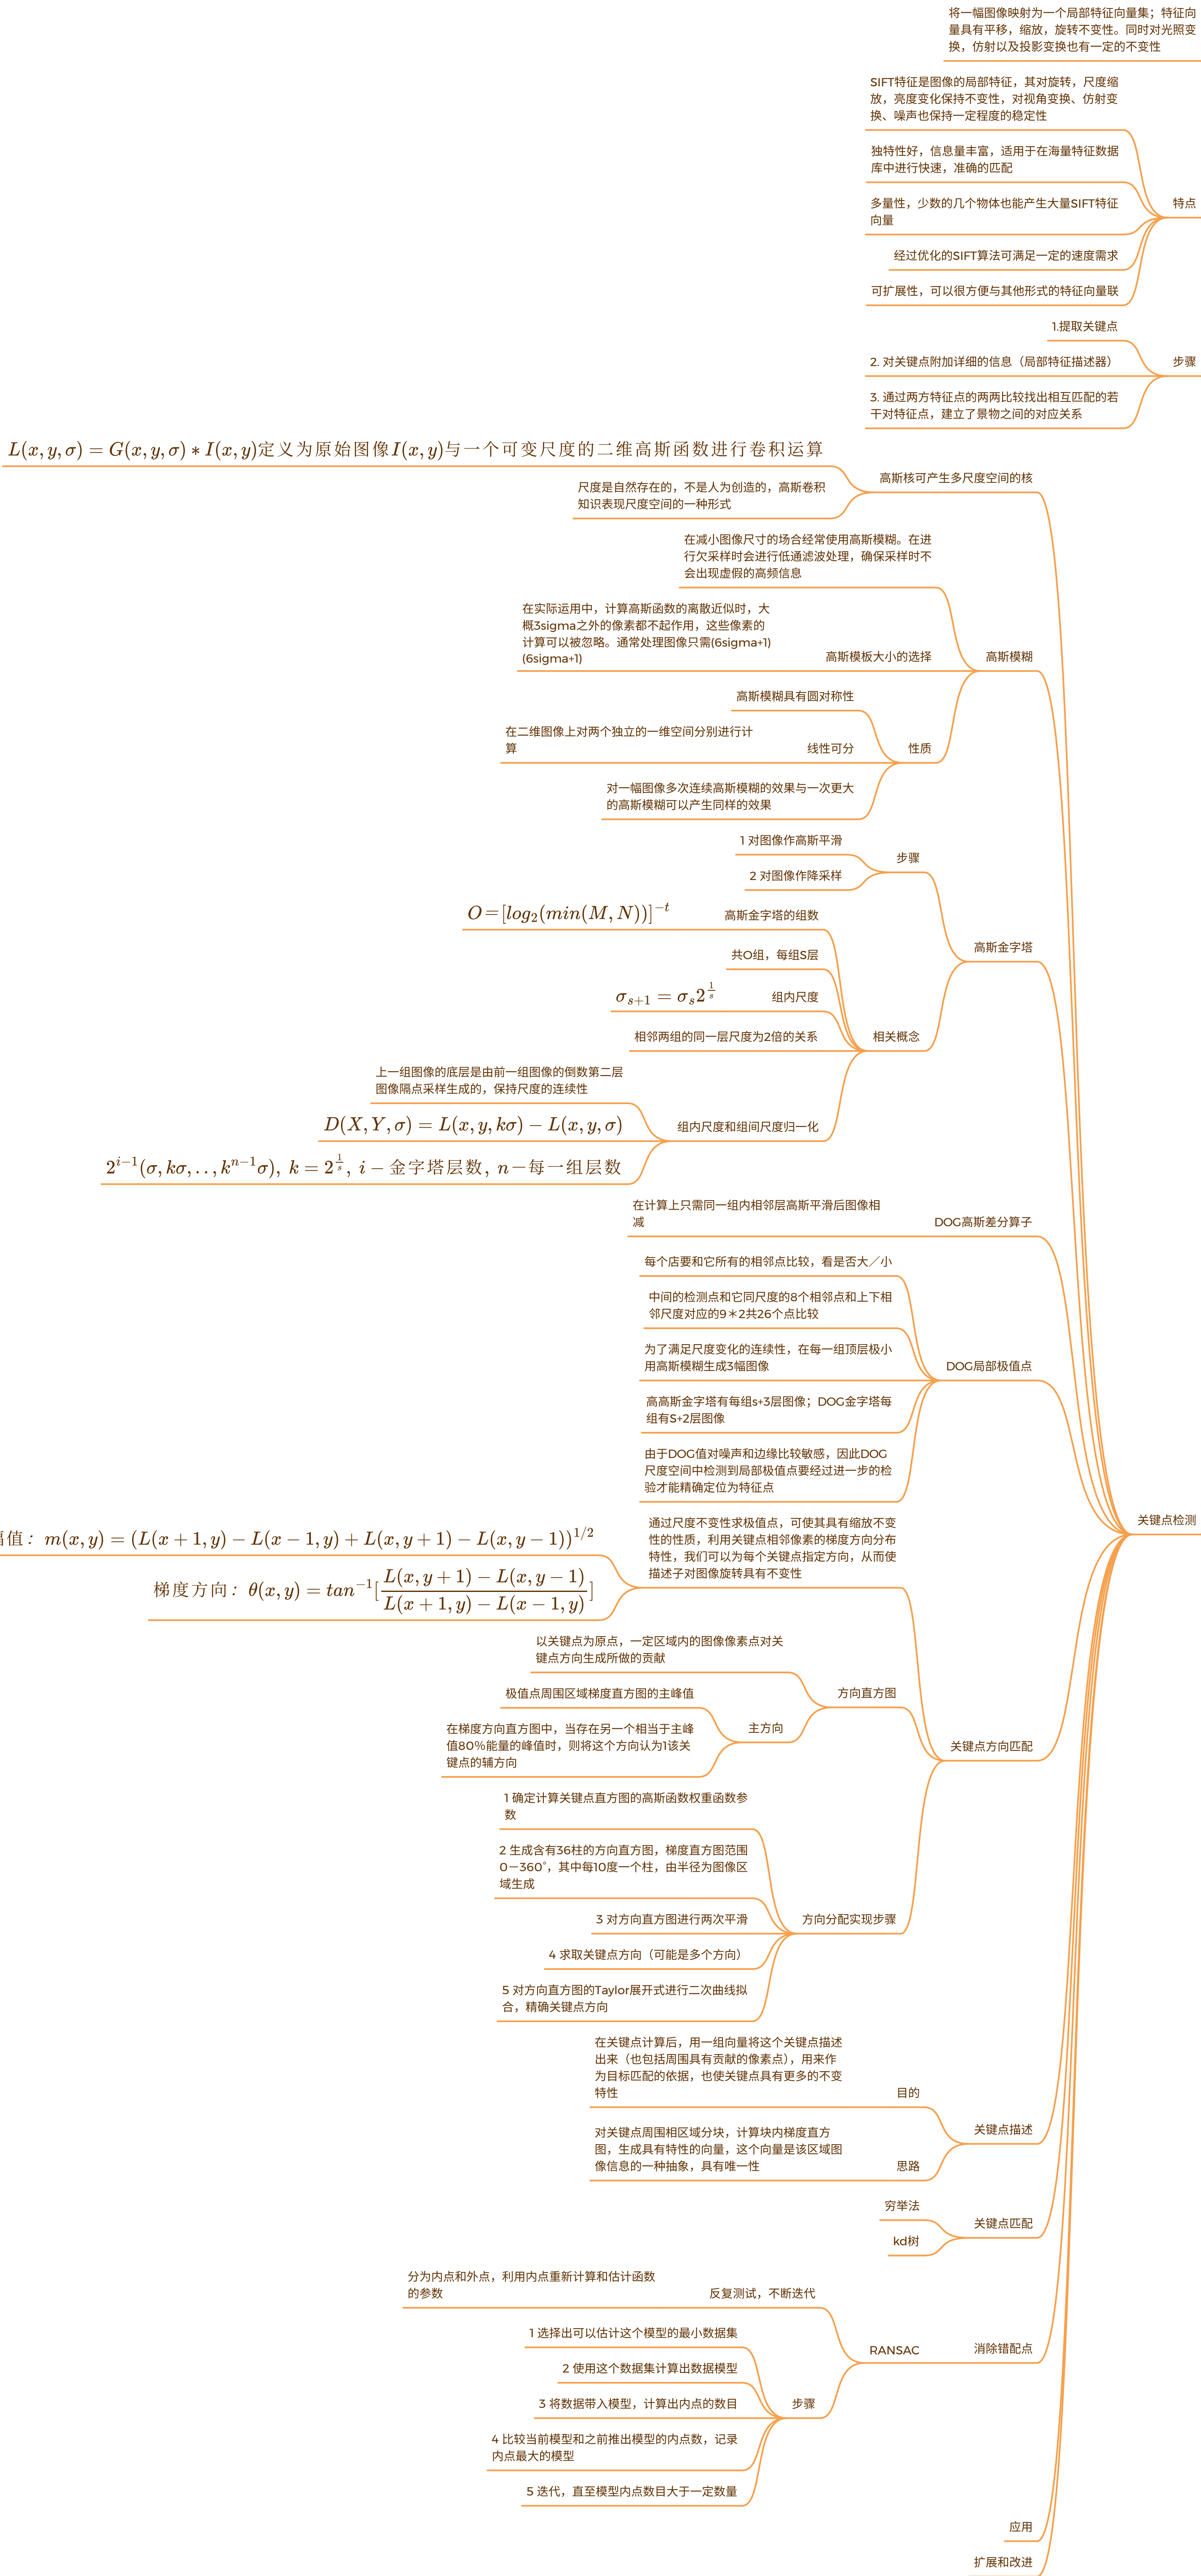 将一幅图像映射为一个局部特征向量集；特征向
量具有平移，缩放，旋转不变性。同时对光照变
换，仿射以及投影变换也有一定的不变性
SIFT特征是图像的局部特征，其对旋转，尺度缩
放，亮度变化保持不变性，对视角变换、仿射变
换、噪声也保持一定程度的稳定性
独特性好，信息量丰富，适用于在海量特征数据
库中进行快速，准确的匹配
多量性，少数的几个物体也能产生大量SIFT特征
向量
经过优化的SIFT算法可满足一定的速度需求
可扩展性，可以很方便与其他形式的特征向量联
特点
1.提取关键点
2. 对关键点附加详细的信息（局部特征描述器）
3. 通过两方特征点的两两比较找出相互匹配的若
干对特征点，建立了景物之间的对应关系
步骤
L(x, y, σ) = G(x, y, σ) ∗ I(x, y)定义为原始图像I(x, y)与一个可变尺度的二维高斯函数进行卷积运算
尺度是自然存在的，不是人为创造的，高斯卷积
知识表现尺度空间的一种形式
高斯核可产生多尺度空间的核
在减小图像尺寸的场合经常使用高斯模糊。在进
行欠采样时会进行低通滤波处理，确保采样时不
会出现虚假的高频信息
在实际运用中，计算高斯函数的离散近似时，大
概3sigma之外的像素都不起作用，这些像素的
计算可以被忽略。通常处理图像只需(6sigma+1)
(6sigma+1)
高斯模板大小的选择
高斯模糊
高斯模糊具有圆对称性
在二维图像上对两个独立的一维空间分别进行计
算
线性可分
性质
对一幅图像多次连续高斯模糊的效果与一次更大
的高斯模糊可以产生同样的效果
1 对图像作高斯平滑
2 对图像作降采样
步骤
O = [log₂(min(M, N))]^{−t}
高斯金字塔的组数
共O组，每组S层
高斯金字塔
σ_{s+1} = σ_s 2^{1/s}
组内尺度
相邻两组的同一层尺度为2倍的关系
相关概念
上一组图像的底层是由前一组图像的倒数第二层
图像隔点采样生成的，保持尺度的连续性
D(X, Y, σ) = L(x, y, kσ) − L(x, y, σ)
组内尺度和组间尺度归一化
2^{i−1}(σ, kσ, . . , k^{n−1}σ), k = 2^{1/s}, i − 金字塔层数, n−每一组层数
在计算上只需同一组内相邻层高斯平滑后图像相
减
DOG高斯差分算子
每个店要和它所有的相邻点比较，看是否大／小
中间的检测点和它同尺度的8个相邻点和上下相
邻尺度对应的9＊2共26个点比较
为了满足尺度变化的连续性，在每一组顶层极小
用高斯模糊生成3幅图像
DOG局部极值点
高高斯金字塔有每组s+3层图像；DOG金字塔每
组有S+2层图像
由于DOG值对噪声和边缘比较敏感，因此DOG
尺度空间中检测到局部极值点要经过进一步的检
验才能精确定位为特征点
关键点检测
通过尺度不变性求极值点，可使其具有缩放不变
性的性质，利用关键点相邻像素的梯度方向分布
特性，我们可以为每个关键点指定方向，从而使
描述子对图像旋转具有不变性
值：m(x, y) = (L(x + 1, y) − L(x − 1, y) + L(x, y + 1) − L(x, y − 1))^{1/2}
梯度方向：θ(x, y) = tan^{−1}[\frac{L(x, y + 1) − L(x, y − 1)}{L(x + 1, y) − L(x − 1, y)}]
以关键点为原点，一定区域内的图像像素点对关
键点方向生成所做的贡献
方向直方图
极值点周围区域梯度直方图的主峰值
在梯度方向直方图中，当存在另一个相当于主峰
值80%能量的峰值时，则将这个方向认为1该关
键点的辅方向
主方向
关键点方向匹配
1 确定计算关键点直方图的高斯函数权重函数参
数
2 生成含有36柱的方向直方图，梯度直方图范围
0－360°，其中每10度一个柱，由半径为图像区
域生成
3 对方向直方图进行两次平滑
方向分配实现步骤
4 求取关键点方向（可能是多个方向）
5 对方向直方图的Taylor展开式进行二次曲线拟
合，精确关键点方向
在关键点计算后，用一组向量将这个关键点描述
出来（也包括周围具有贡献的像素点），用来作
为目标匹配的依据，也使关键点具有更多的不变
特性
目的
关键点描述
对关键点周围相区域分块，计算块内梯度直方
图，生成具有特性的向量，这个向量是该区域图
像信息的一种抽象，具有唯一性
思路
穷举法
kd树
关键点匹配
分为内点和外点，利用内点重新计算和估计函数
的参数
反复测试，不断迭代
RANSAC
消除错配点
1 选择出可以估计这个模型的最小数据集
2 使用这个数据集计算出数据模型
3 将数据带入模型，计算出内点的数目
步骤
4 比较当前模型和之前推出模型的内点数，记录
内点最大的模型
5 迭代，直至模型内点数目大于一定数量
应用
扩展和改进